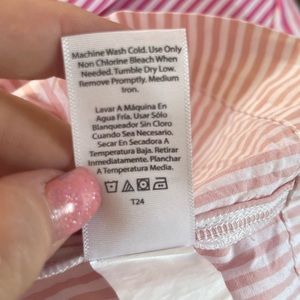 Machine Wash Cold. Use Only
Non Chlorine Bleach When
Needed. Tumble Dry Low.
Remove Promptly. Medium
Iron.
Lavar A Máquina En
Agua Fría. Usar Sólo
Blanqueador Sin Cloro
Cuando Sea Necesario.
Secar En Secadora A
Temperatura Baja. Retirar
Inmediatamente. Planchar
A Temperatura Media.
T24